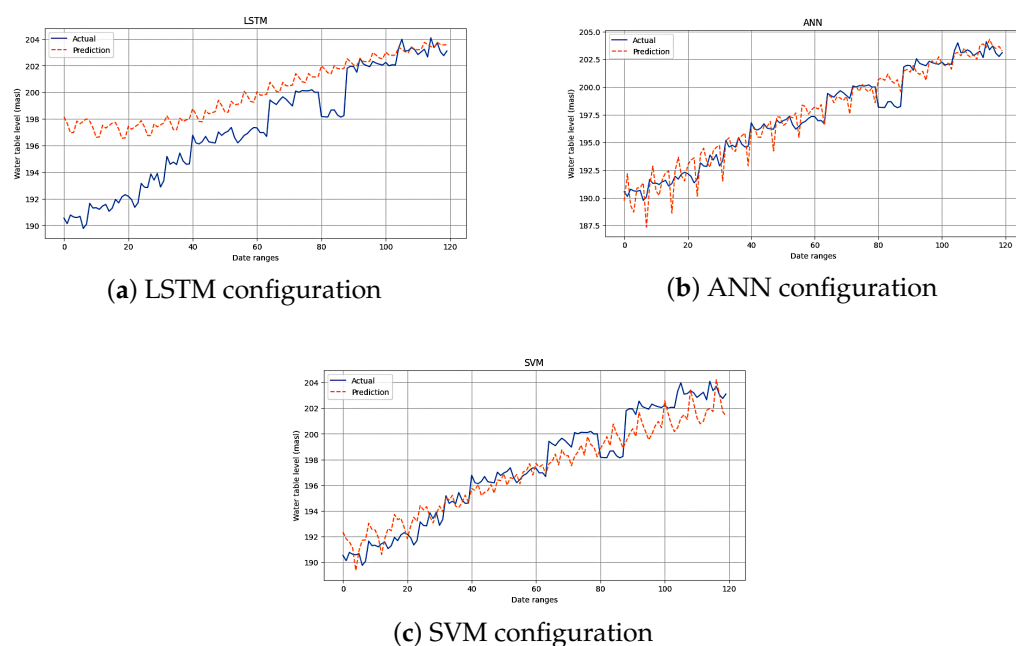 LSTM
Actual
Prediction
Water table level (masl)
204
202
200
198
196
194
192
190
0 20 40 60 80 100 120
Date ranges
(a) LSTM configuration
ANN
Actual
Prediction
Water table level (masl)
205.0
202.5
200.0
197.5
195.0
192.5
190.0
187.5
0 20 40 60 80 100 120
Date ranges
(b) ANN configuration
SVM
Actual
Prediction
Water table level (masl)
204
202
200
198
196
194
192
190
0 20 40 60 80 100 120
Date ranges
(c) SVM configuration